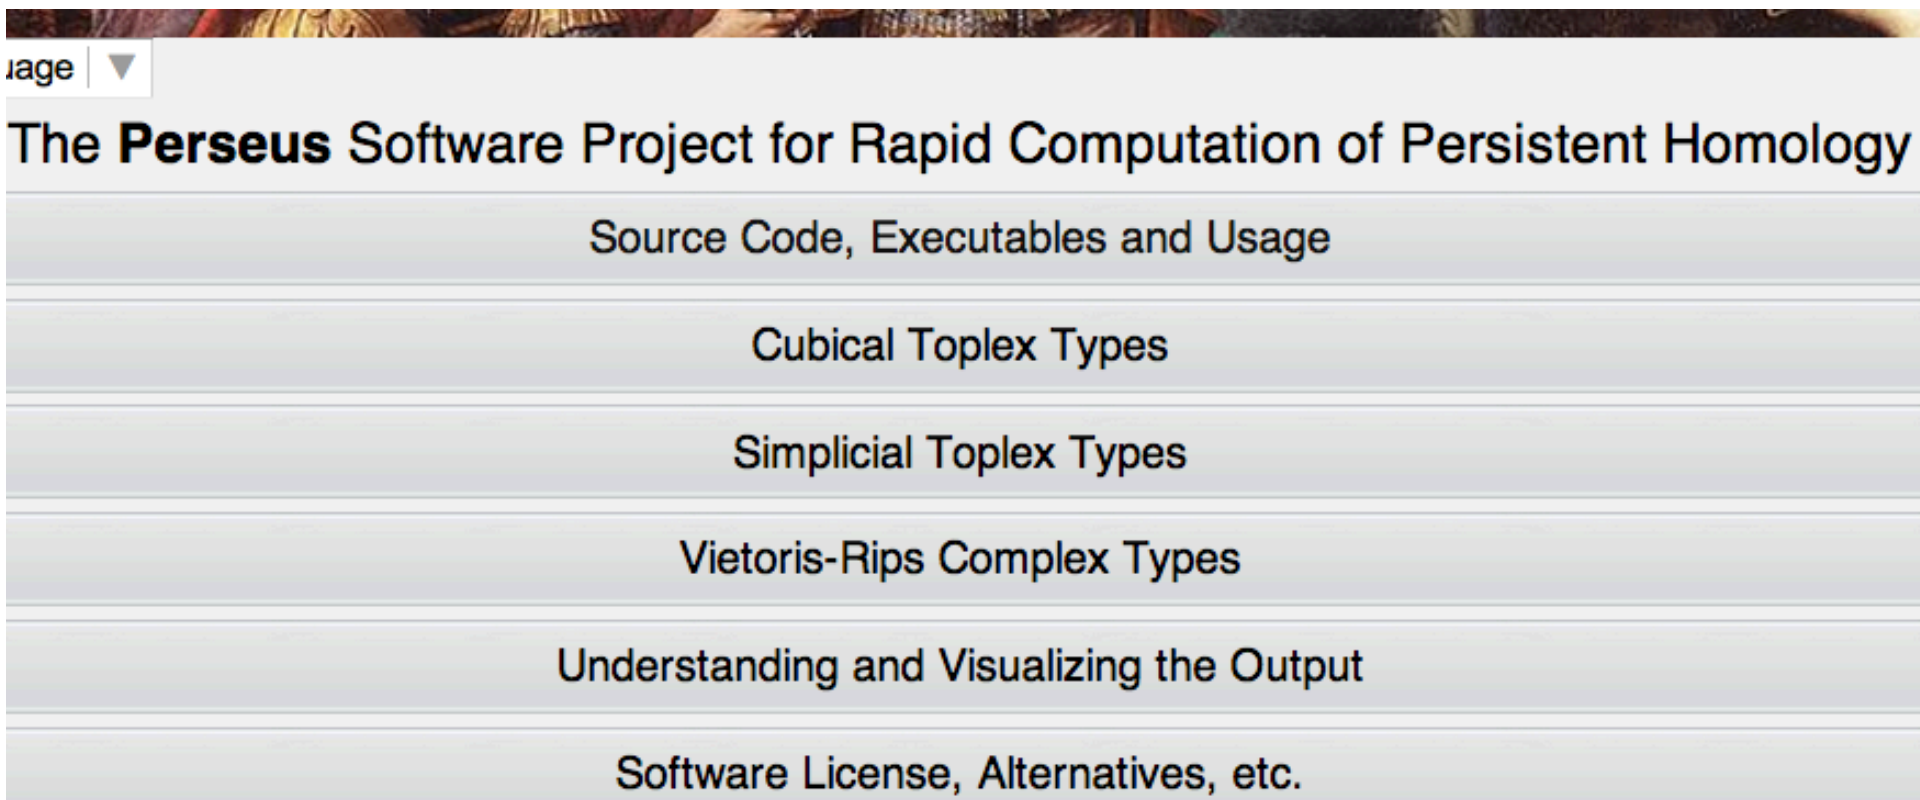 uage
The Perseus Software Project for Rapid Computation of Persistent Homology
Source Code, Executables and Usage
Cubical Toplex Types
Simplicial Toplex Types
Vietoris-Rips Complex Types
Understanding and Visualizing the Output
Software License, Alternatives, etc.